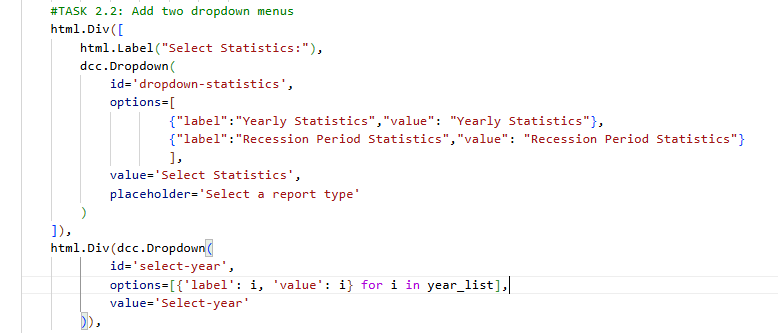 #TASK 2.2: Add two dropdown menus
html.Div([
html.Label("Select Statistics:"),
dcc.Dropdown(
id='dropdown-statistics',
options=[
{"label":"Yearly Statistics","value": "Yearly Statistics"},
{"label":"Recession Period Statistics","value": "Recession Period Statistics"}
],
value='Select Statistics',
placeholder='Select a report type'
)
]),
html.Div(dcc.Dropdown(
id='select-year',
options=[{'label': i, 'value': i} for i in year_list],
value='Select-year'
)),